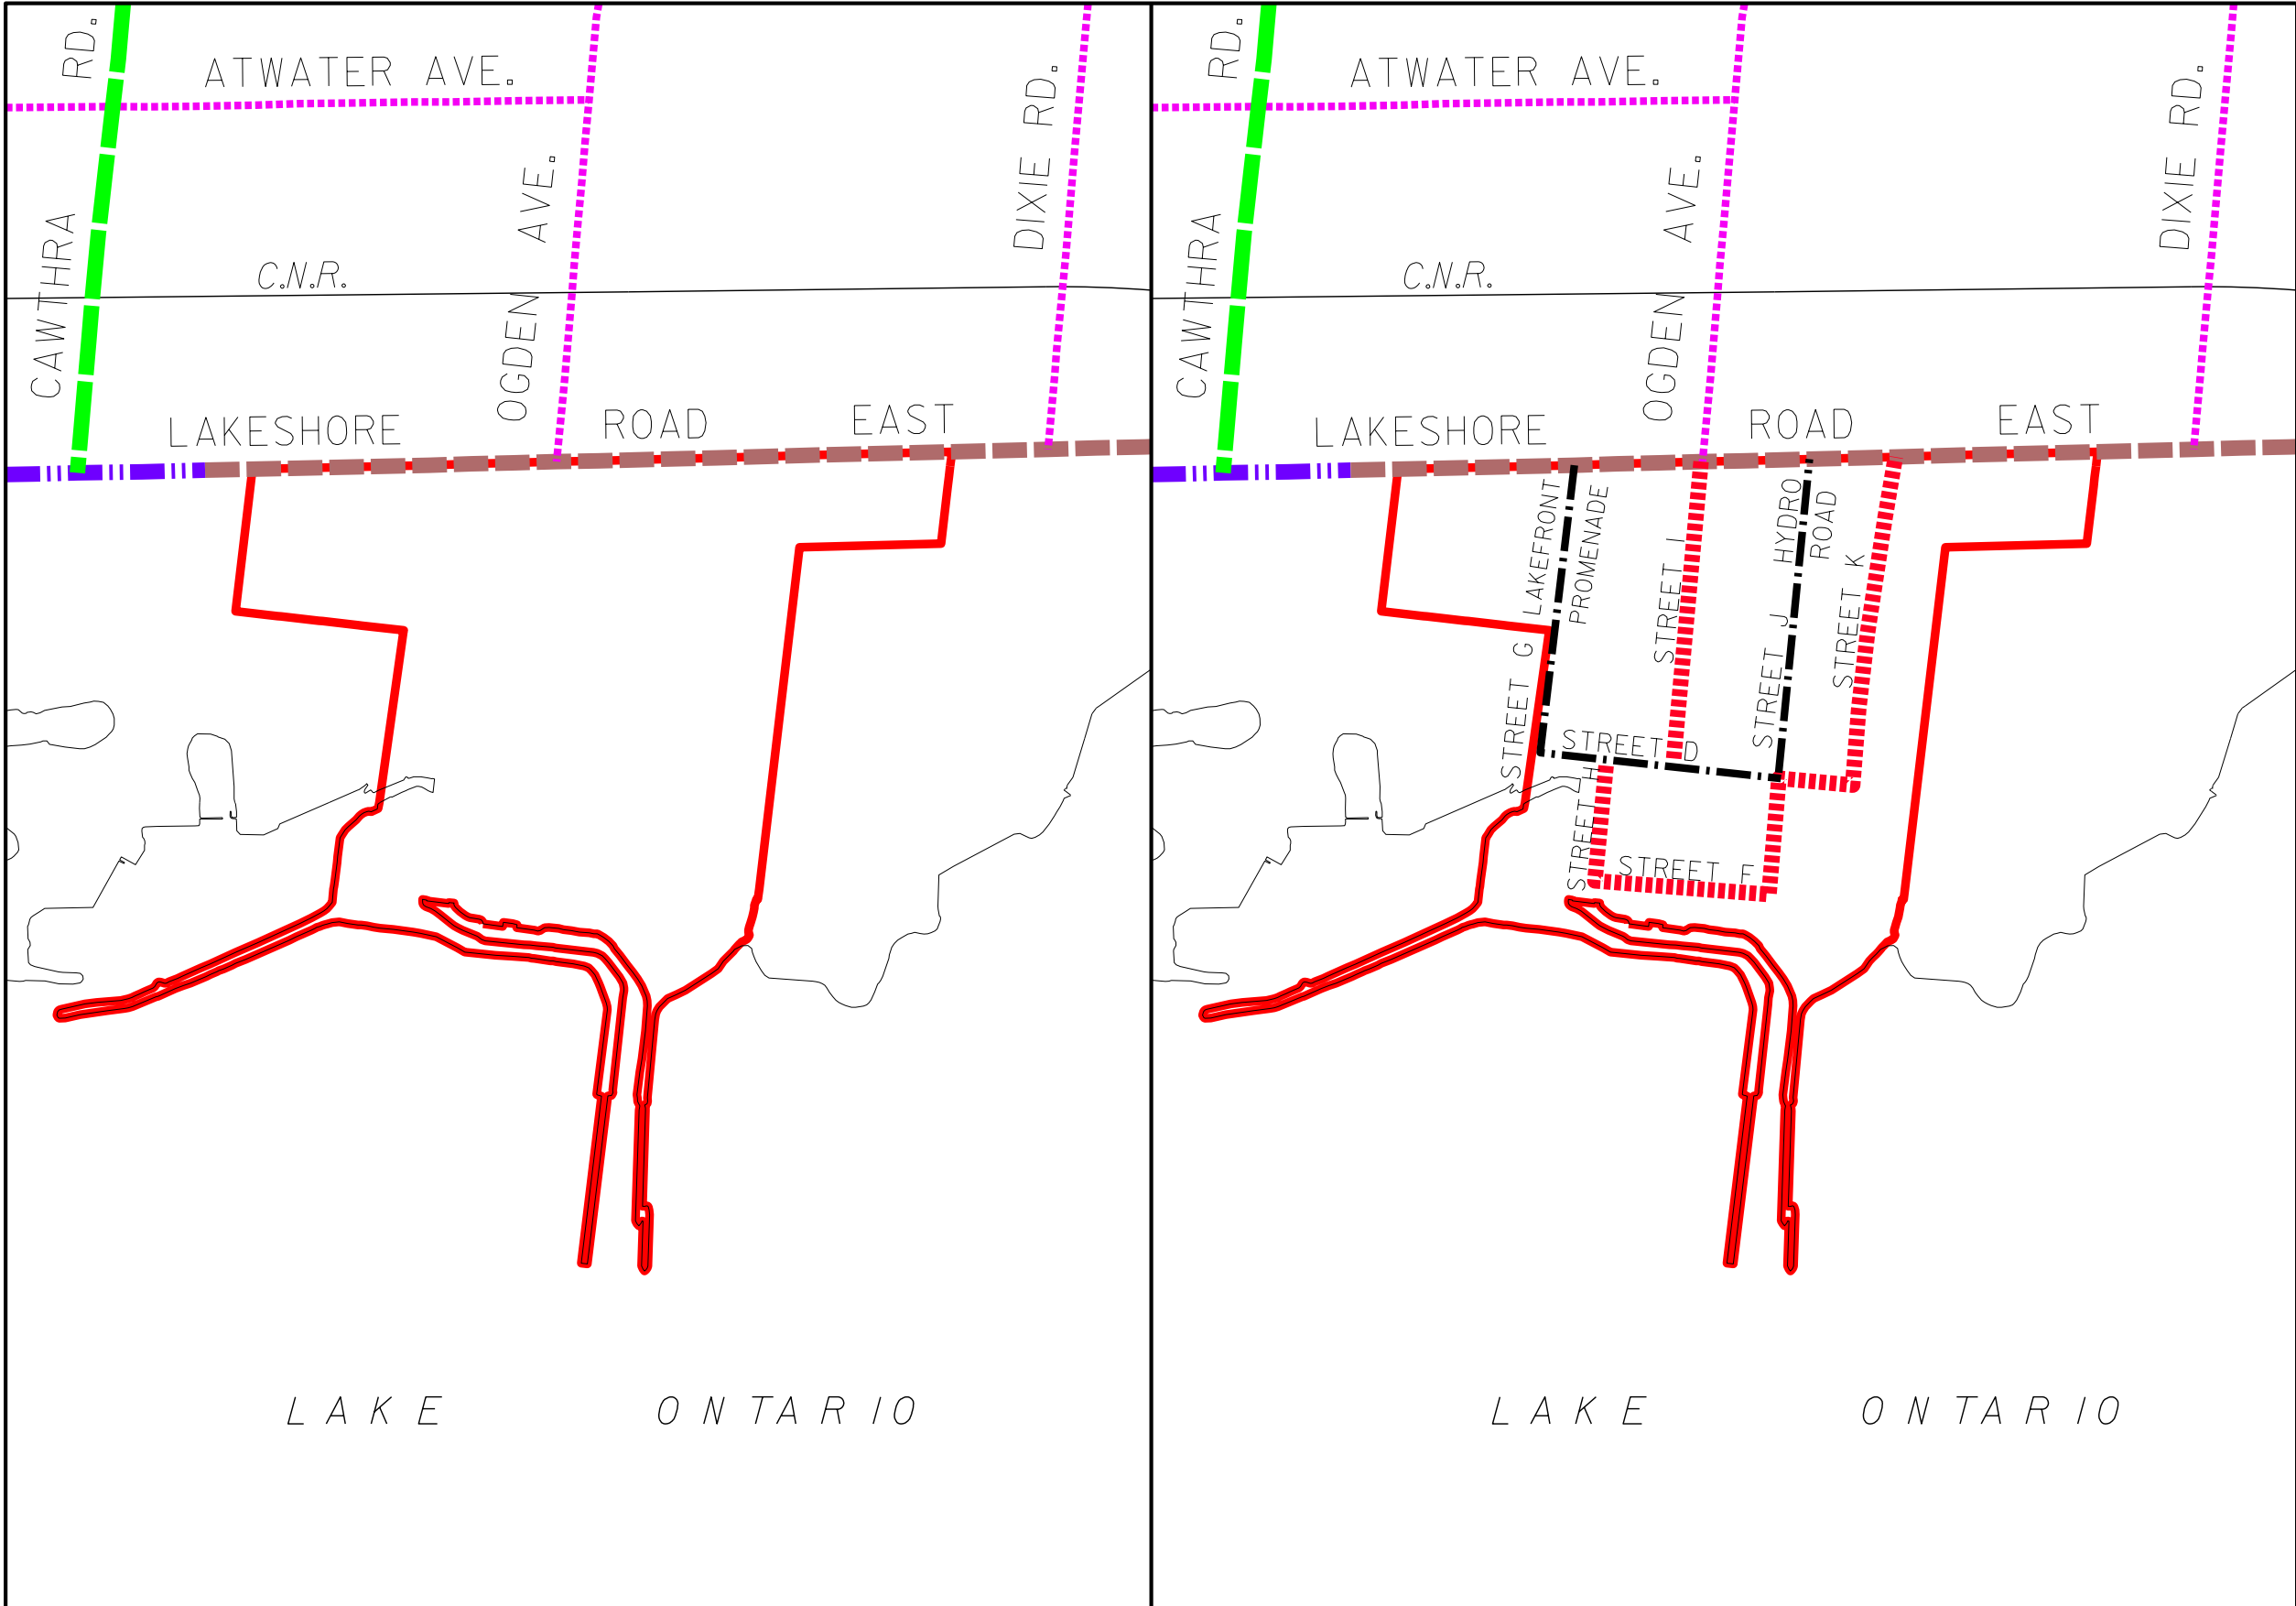 CAWTHRA RD.
ATWATER AVE.
OGDEN AVE.
DIXIE RD.
C.N.R.
LAKESHORE ROAD EAST
LAKE ONTARIO
CAWTHRA RD.
ATWATER AVE.
OGDEN AVE.
DIXIE RD.
C.N.R.
LAKESHORE ROAD EAST
STREET G
LAKEFRONT
PROMENADE
STREET I
HYDRO
ROAD
STREET J
STREET K
STREET D
STREET H
STREET F
LAKE ONTARIO